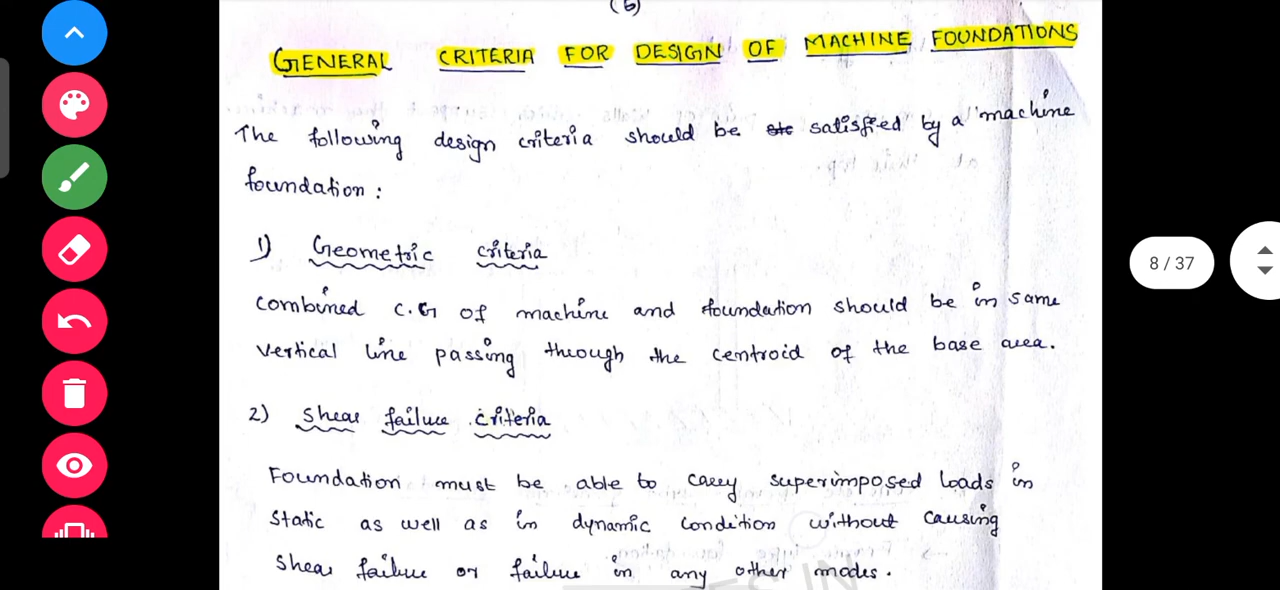 (6)
GENERAL CRITERIA FOR DESIGN OF MACHINE FOUNDATIONS
The following design criteria should be satisfied by a machine
foundation :
1) Geometric criteria
combined C.G of machine and foundation should be in same
vertical line passing through the centroid of the base area.
8 / 37
2) Shear failure criteria
Foundation must be able to carry superimposed loads in
static as well as in dynamic condition without causing
shear failure or failure in any other modes.